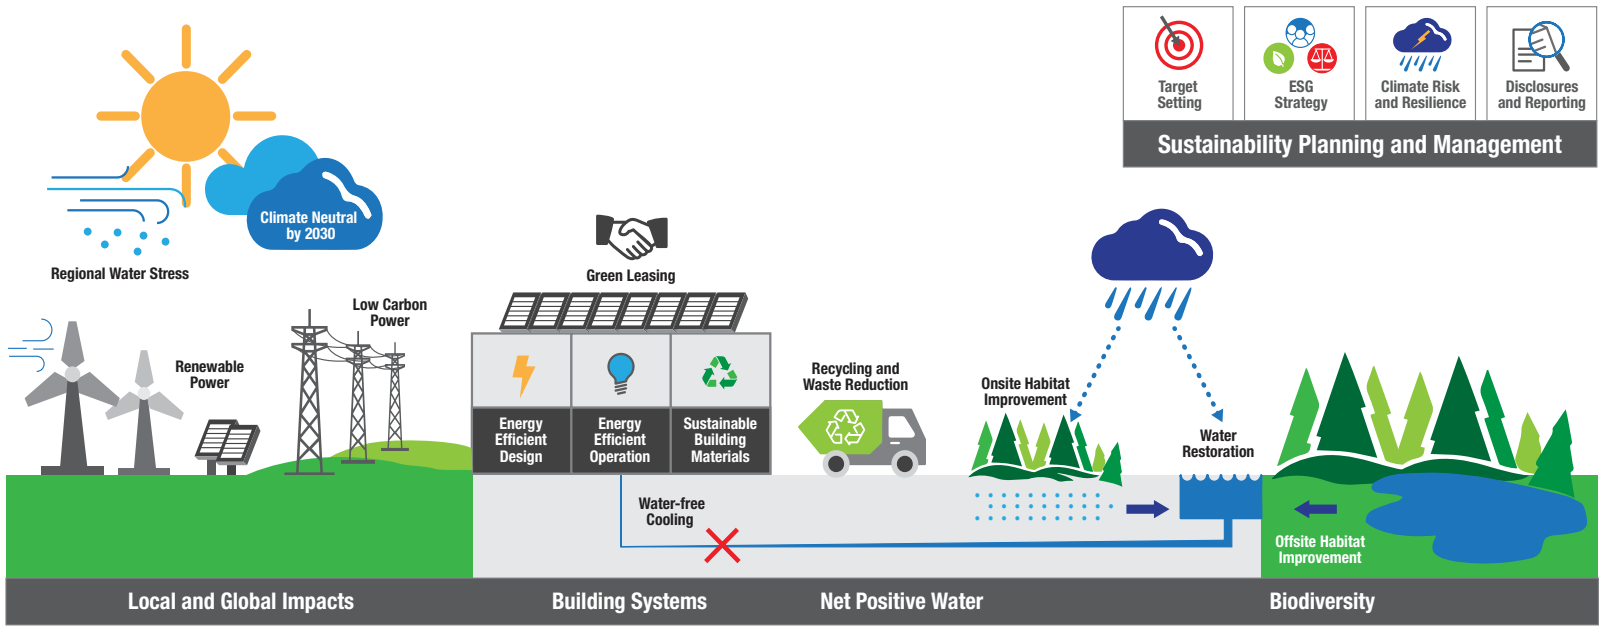 Target
Setting
ESG
Strategy
Climate Risk
and Resilience
Disclosures
and Reporting
Sustainability Planning and Management
Climate Neutral
by 2030
Regional Water Stress
Green Leasing
Low Carbon
Power
Renewable
Power
Energy
Efficient
Design
Energy
Efficient
Operation
Sustainable
Building
Materials
Recycling and
Waste Reduction
Onsite Habitat
Improvement
Water
Restoration
Water-free
Cooling
Offsite Habitat
Improvement
Local and Global Impacts
Building Systems
Net Positive Water
Biodiversity